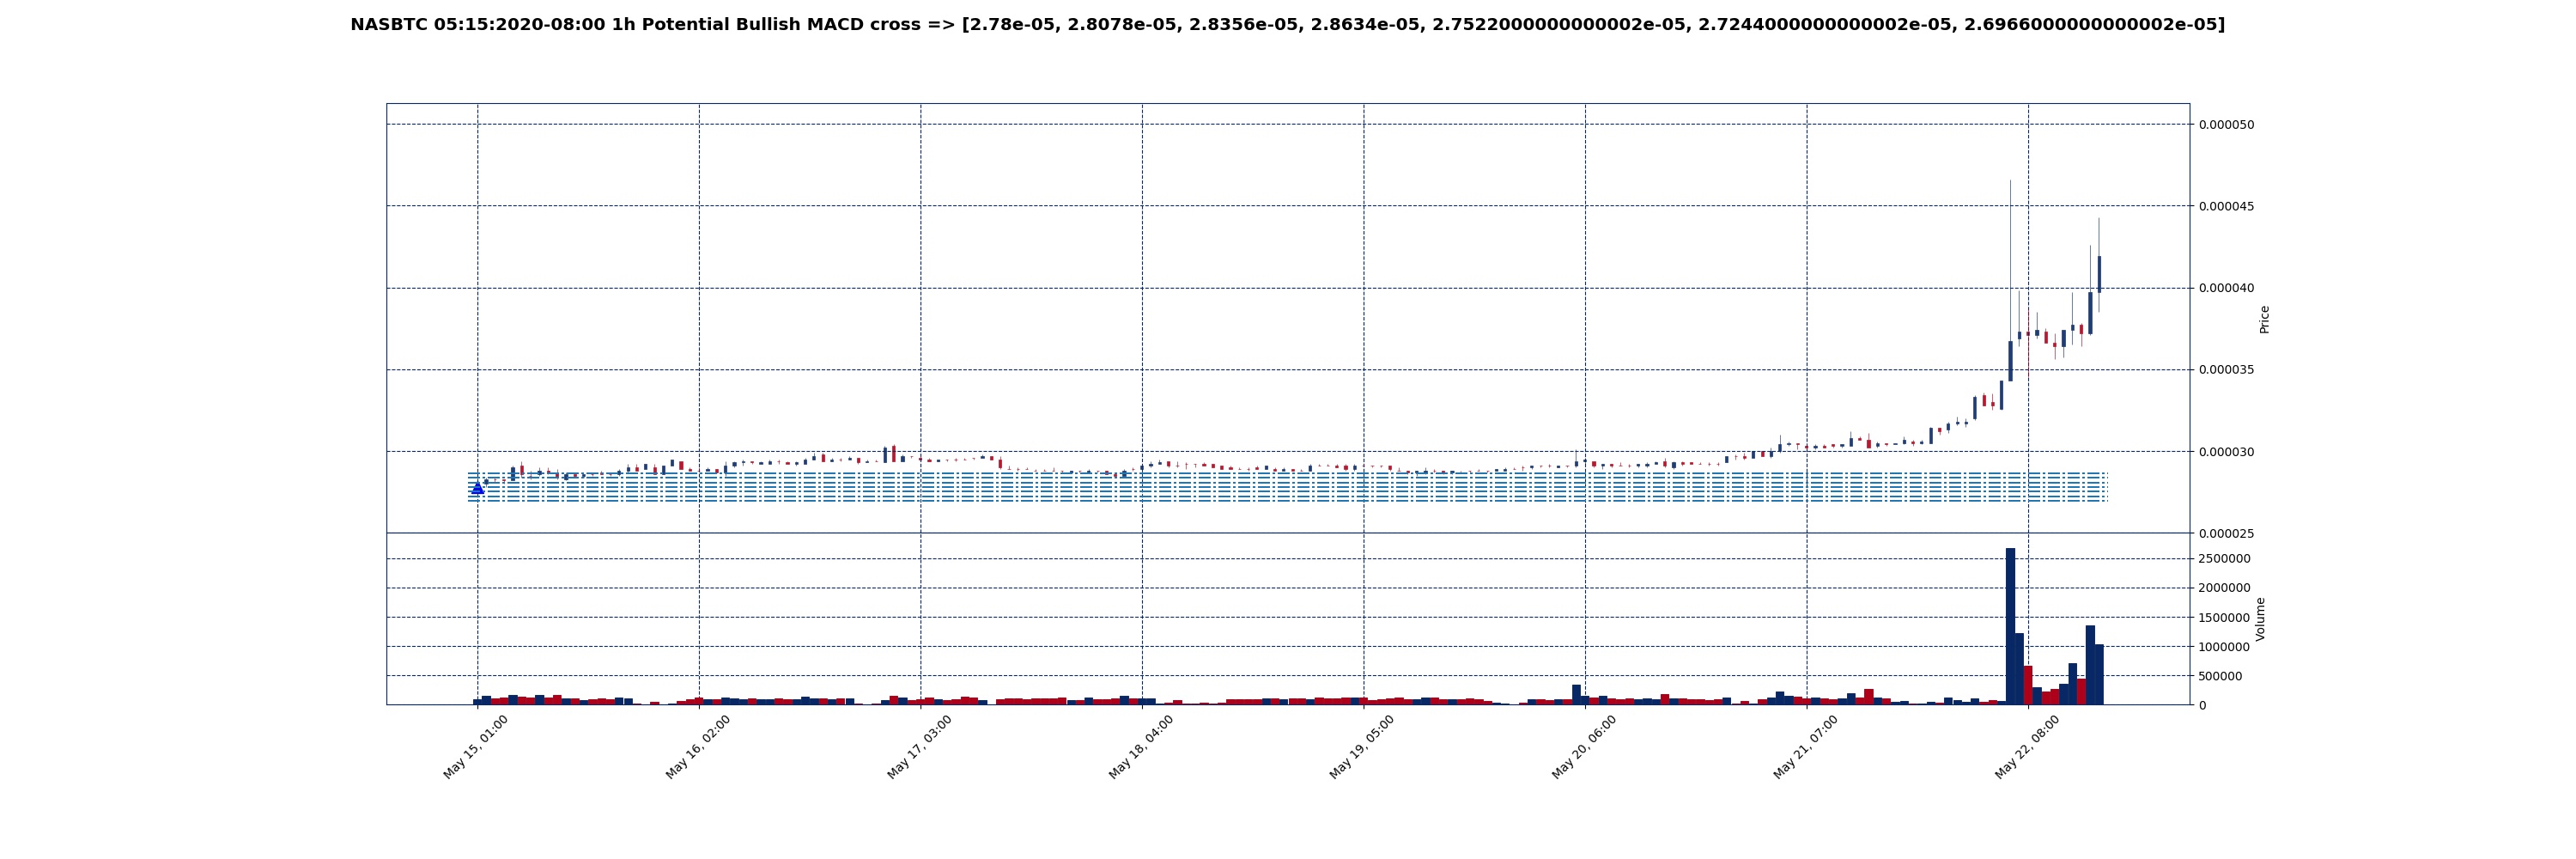 NASBTC 05:15:2020-08:00 1h Potential Bullish MACD cross => [2.78e-05, 2.8078e-05, 2.8356e-05, 2.8634e-05, 2.7522000000000002e-05, 2.7244000000000002e-05, 2.6966000000000002e-05]
0.000050
0.000045
0.000040
Price
0.000035
0.000030
0.000025
2500000
2000000
1500000
Volume
1000000
500000
0
May 15, 01:00
May 16, 02:00
May 17, 03:00
May 18, 04:00
May 19, 05:00
May 20, 06:00
May 21, 07:00
May 22, 08:00